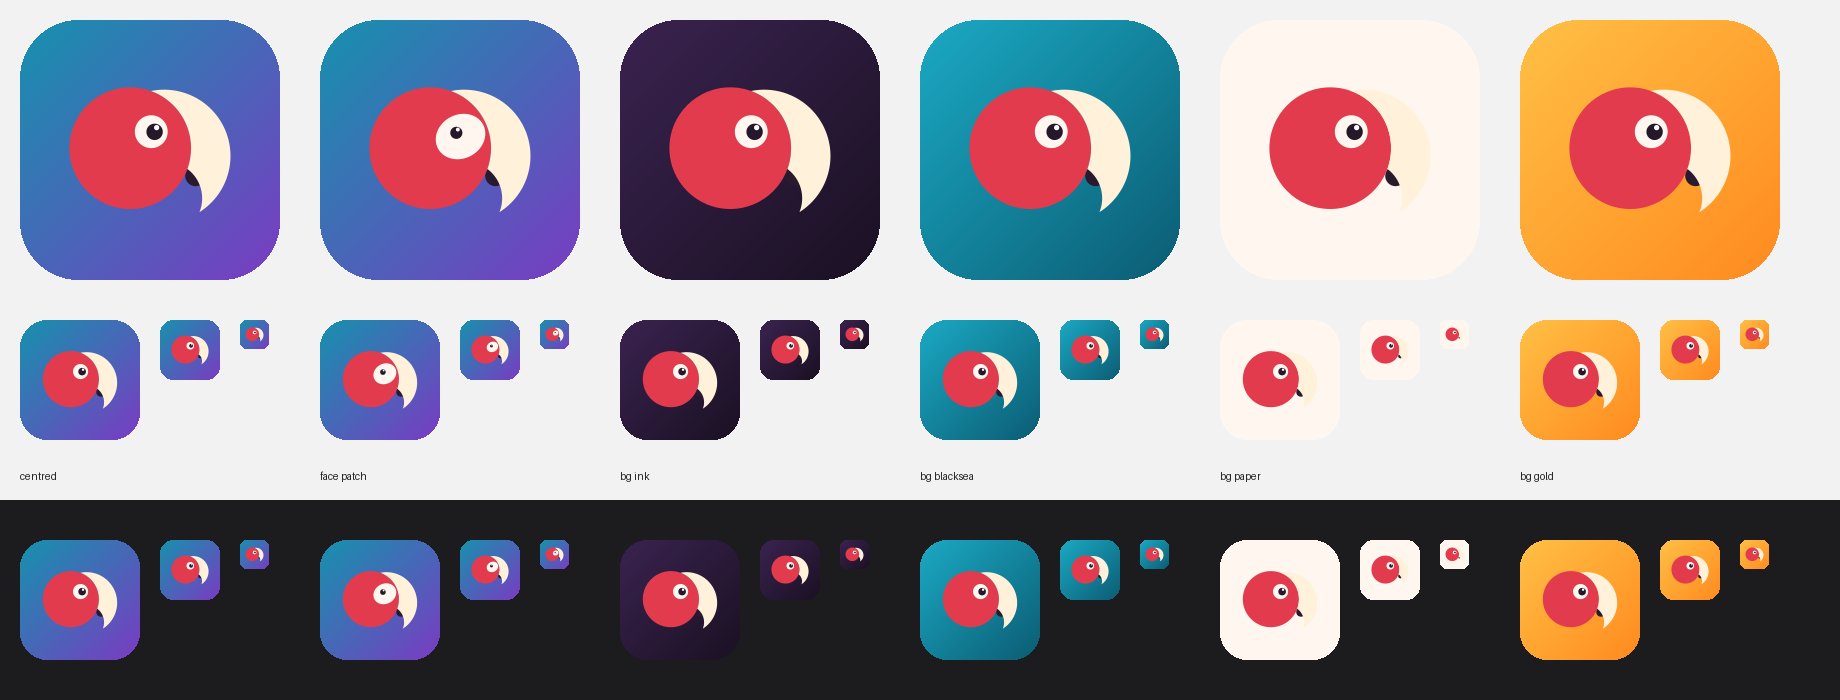 centred
face patch
bg ink
bg blacksea
bg paper
bg gold